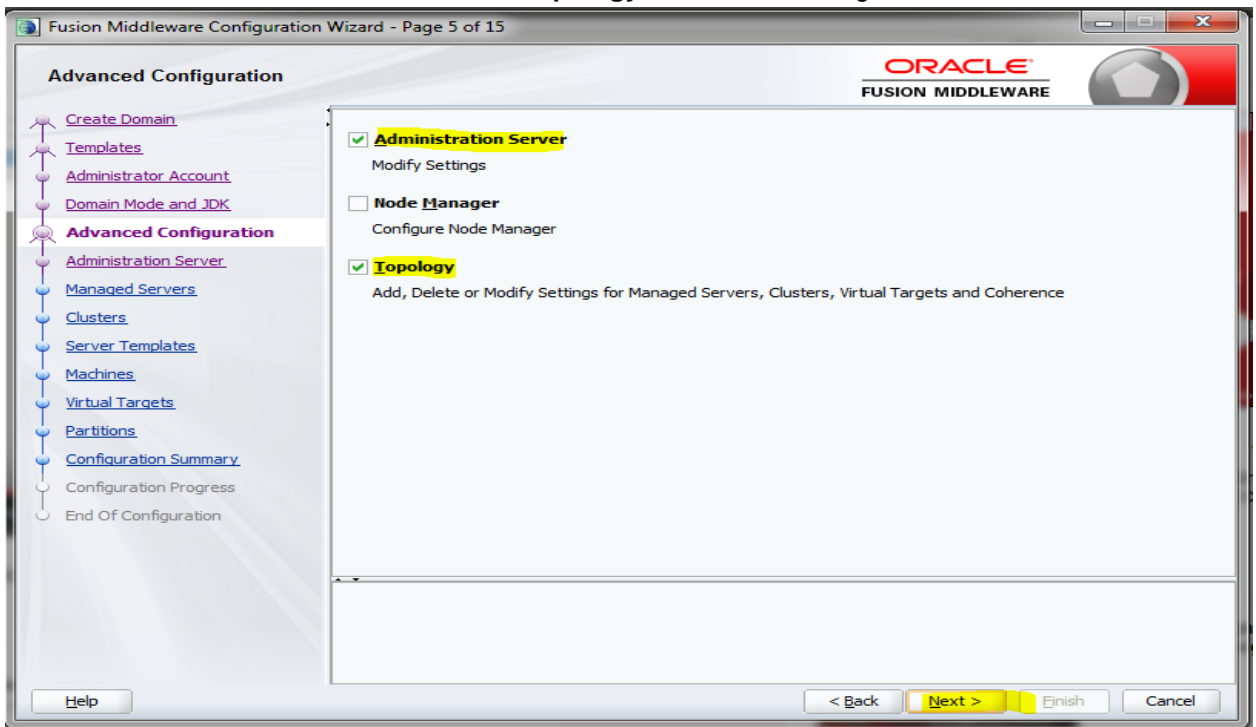 Fusion Middleware Configuration Wizard - Page 5 of 15
Advanced Configuration
ORACLE
FUSION MIDDLEWARE
Create Domain
Templates
Administrator Account
Domain Mode and JDK
Advanced Configuration
Administration Server
Managed Servers
Clusters
Server Templates
Machines
Virtual Targets
Partitions
Configuration Summary
Configuration Progress
End Of Configuration
Administration Server
Modify Settings
Node Manager
Configure Node Manager
Topology
Add, Delete or Modify Settings for Managed Servers, Clusters, Virtual Targets and Coherence
Help
< Back
Next >
Finish
Cancel